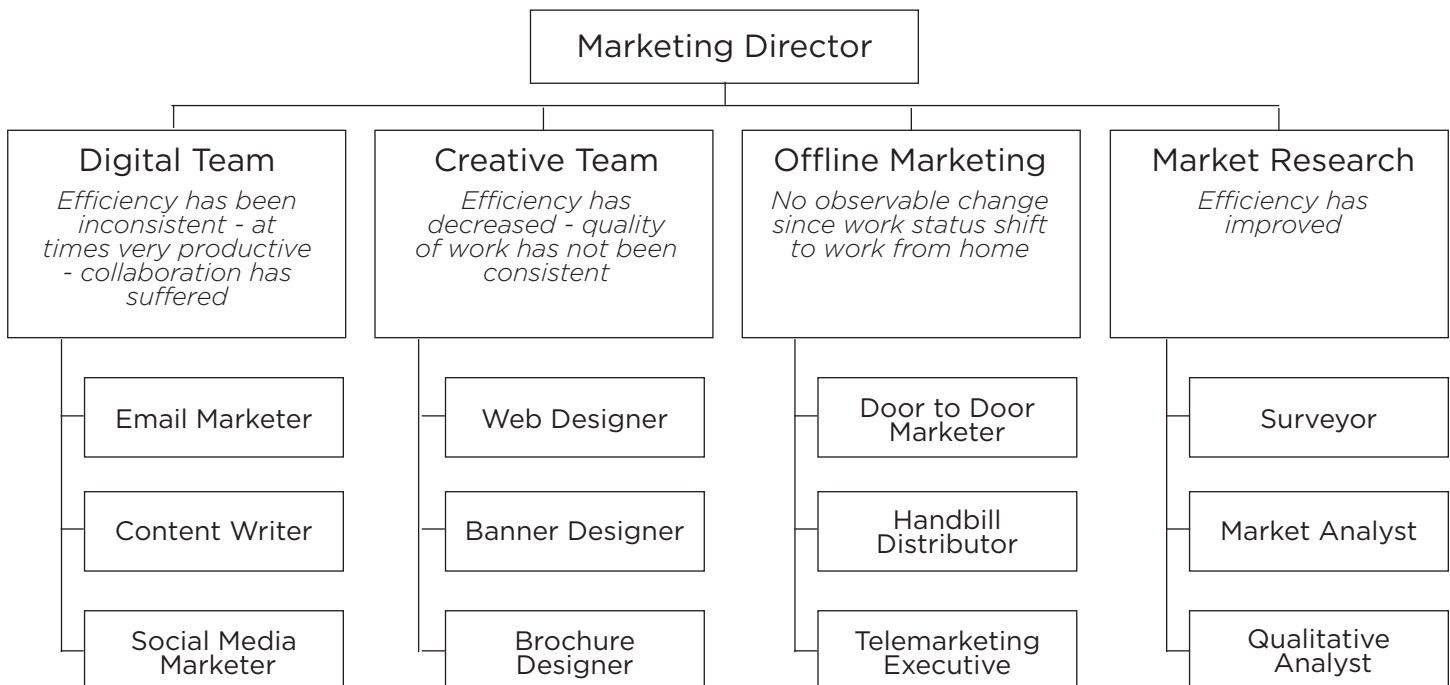 Marketing Director
Digital Team
Efficiency has been
inconsistent - at
times very productive
- collaboration has
suffered
Email Marketer
Content Writer
Social Media
Marketer
Creative Team
Efficiency has
decreased - quality
of work has not been
consistent
Web Designer
Banner Designer
Brochure
Designer
Offline Marketing
No observable change
since work status shift
to work from home
Door to Door
Marketer
Handbill
Distributor
Telemarketing
Executive
Market Research
Efficiency has
improved
Surveyor
Market Analyst
Qualitative
Analyst